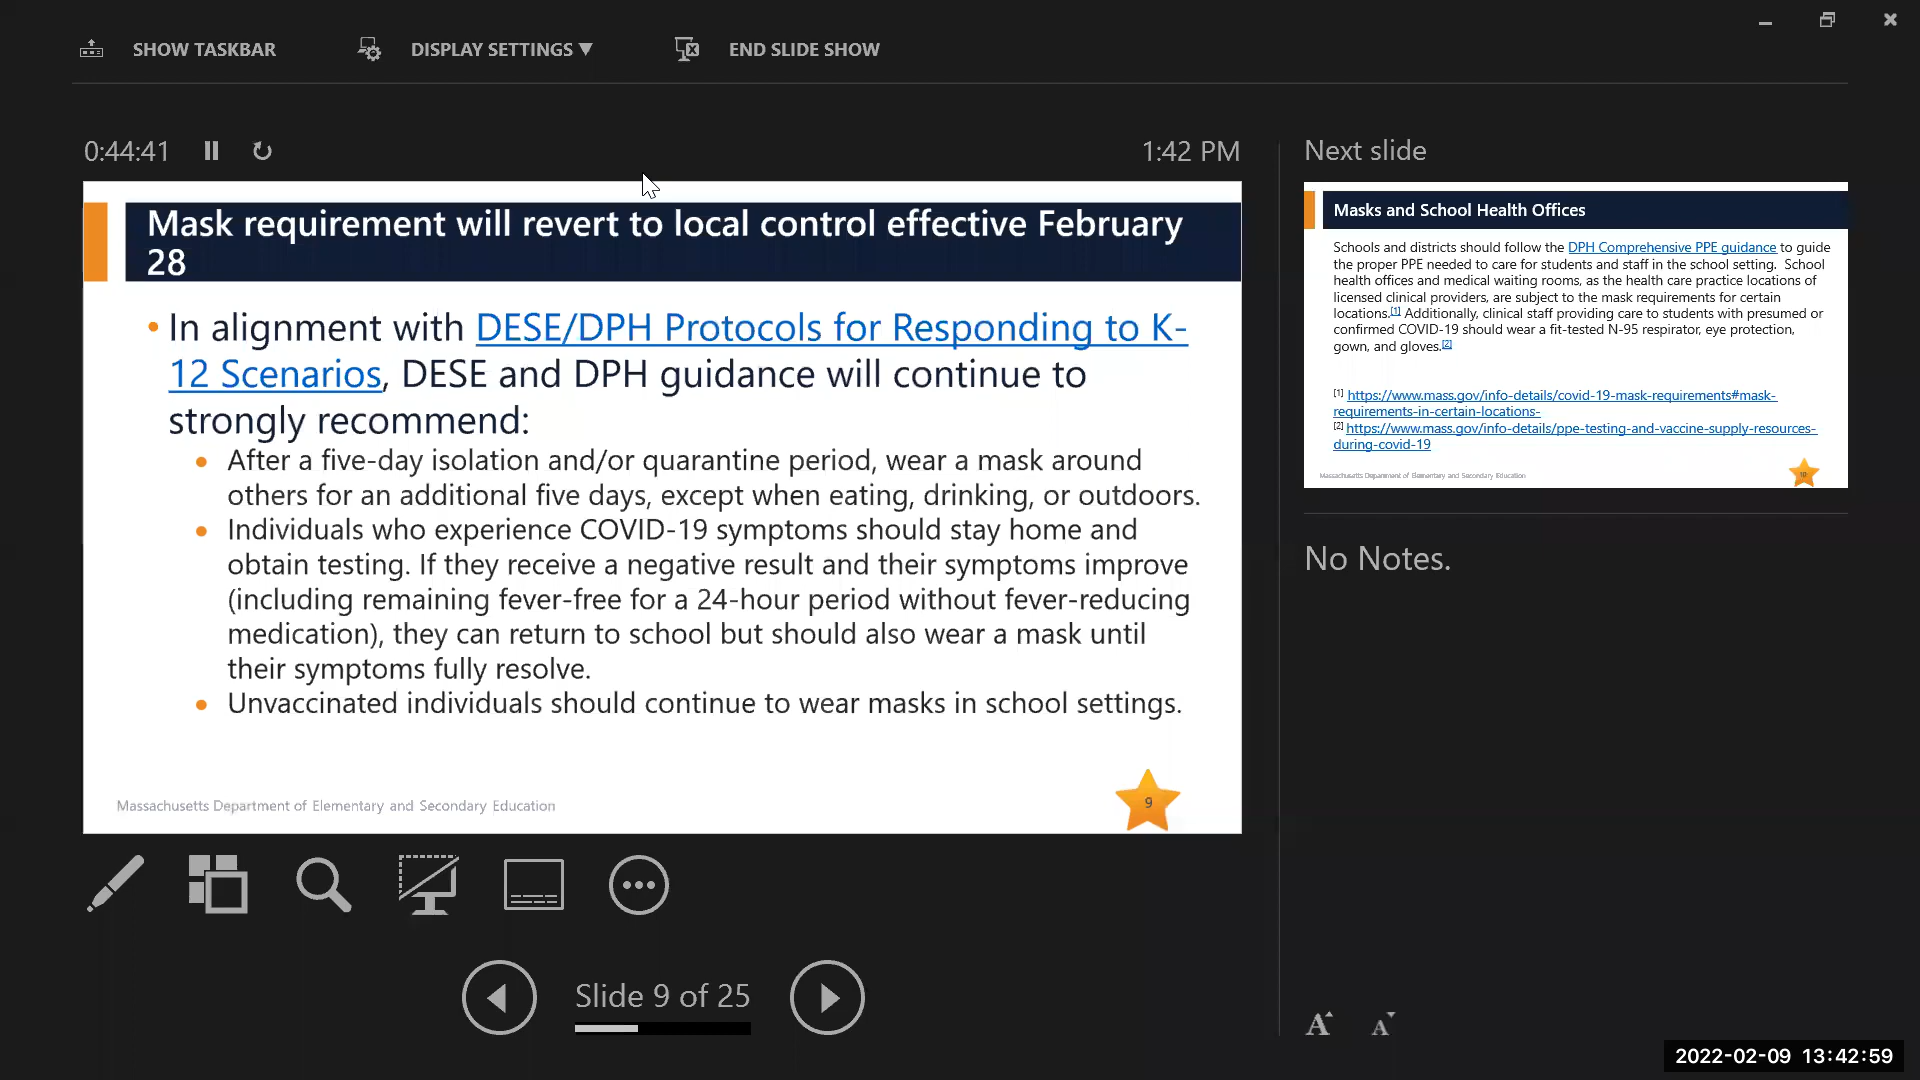 SHOW TASKBAR
DISPLAY SETTINGS ▼
END SLIDE SHOW
0:44:41
1:42 PM
Mask requirement will revert to local control effective February
28
• In alignment with DESE/DPH Protocols for Responding to K-
12 Scenarios, DESE and DPH guidance will continue to
strongly recommend:
• After a five-day isolation and/or quarantine period, wear a mask around
others for an additional five days, except when eating, drinking, or outdoors.
• Individuals who experience COVID-19 symptoms should stay home and
obtain testing. If they receive a negative result and their symptoms improve
(including remaining fever-free for a 24-hour period without fever-reducing
medication), they can return to school but should also wear a mask until
their symptoms fully resolve.
• Unvaccinated individuals should continue to wear masks in school settings.
Massachusetts Department of Elementary and Secondary Education
9
Slide 9 of 25
Next slide
Masks and School Health Offices
Schools and districts should follow the DPH Comprehensive PPE guidance to guide
the proper PPE needed to care for students and staff in the school setting. School
health offices and medical waiting rooms, as the health care practice locations of
licensed clinical providers, are subject to the mask requirements for certain
locations.[1] Additionally, clinical staff providing care to students with presumed or
confirmed COVID-19 should wear a fit-tested N-95 respirator, eye protection,
gown, and gloves.[2]
[1] https://www.mass.gov/info-details/covid-19-mask-requirements#mask-
requirements-in-certain-locations-
[2] https://www.mass.gov/info-details/ppe-testing-and-vaccine-supply-resources-
during-covid-19
Massachusetts Department of Elementary and Secondary Education
10
No Notes.
A A
2022-02-09 13:42:59